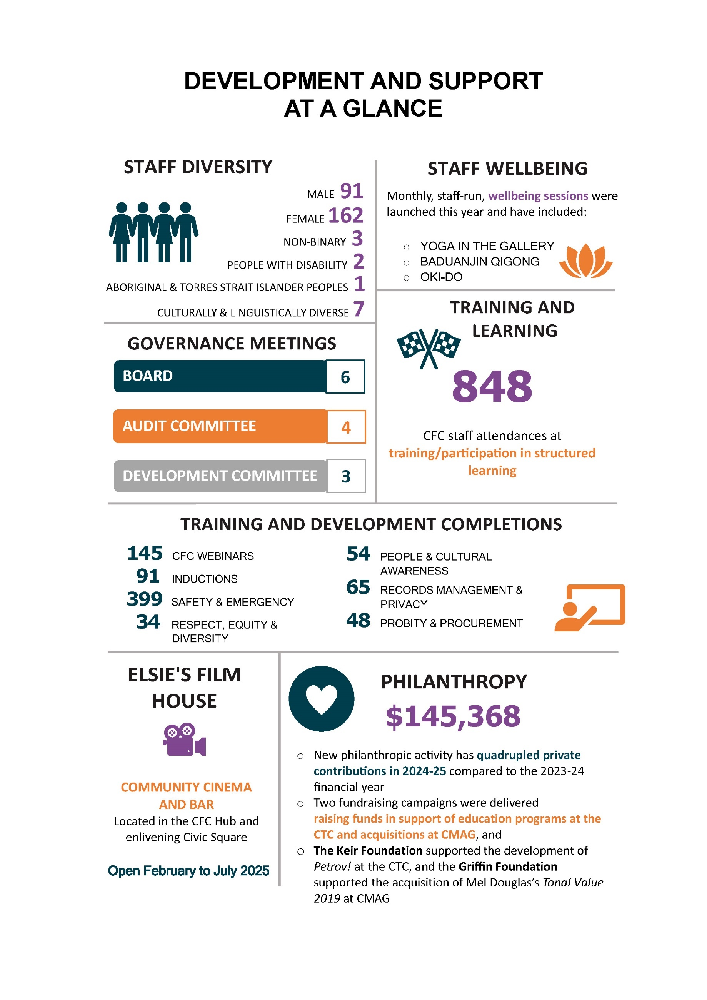 DEVELOPMENT AND SUPPORT
AT A GLANCE
STAFF DIVERSITY
MALE 91
FEMALE 162
NON-BINARY 3
PEOPLE WITH DISABILITY 2
ABORIGINAL & TORRES STRAIT ISLANDER PEOPLES 1
CULTURALLY & LINGUISTICALLY DIVERSE 7
STAFF WELLBEING
Monthly, staff-run, wellbeing sessions were
launched this year and have included:
○ YOGA IN THE GALLERY
○ BADUANJIN QIGONG
○ OKI-DO
GOVERNANCE MEETINGS
BOARD 6
AUDIT COMMITTEE 4
DEVELOPMENT COMMITTEE 3
TRAINING AND
LEARNING
848
CFC staff attendances at
training/participation in structured
learning
TRAINING AND DEVELOPMENT COMPLETIONS
145 CFC WEBINARS
91 INDUCTIONS
399 SAFETY & EMERGENCY
34 RESPECT, EQUITY &
DIVERSITY
54 PEOPLE & CULTURAL
AWARENESS
65 RECORDS MANAGEMENT &
PRIVACY
48 PROBITY & PROCUREMENT
ELSIE'S FILM
HOUSE
COMMUNITY CINEMA
AND BAR
Located in the CFC Hub and
enlivening Civic Square
Open February to July 2025
PHILANTHROPY
$145,368
○ New philanthropic activity has quadrupled private
contributions in 2024-25 compared to the 2023-24
financial year
○ Two fundraising campaigns were delivered
raising funds in support of education programs at the
CTC and acquisitions at CMAG, and
○ The Keir Foundation supported the development of
Petrov! at the CTC, and the Griffin Foundation
supported the acquisition of Mel Douglas’s Tonal Value
2019 at CMAG